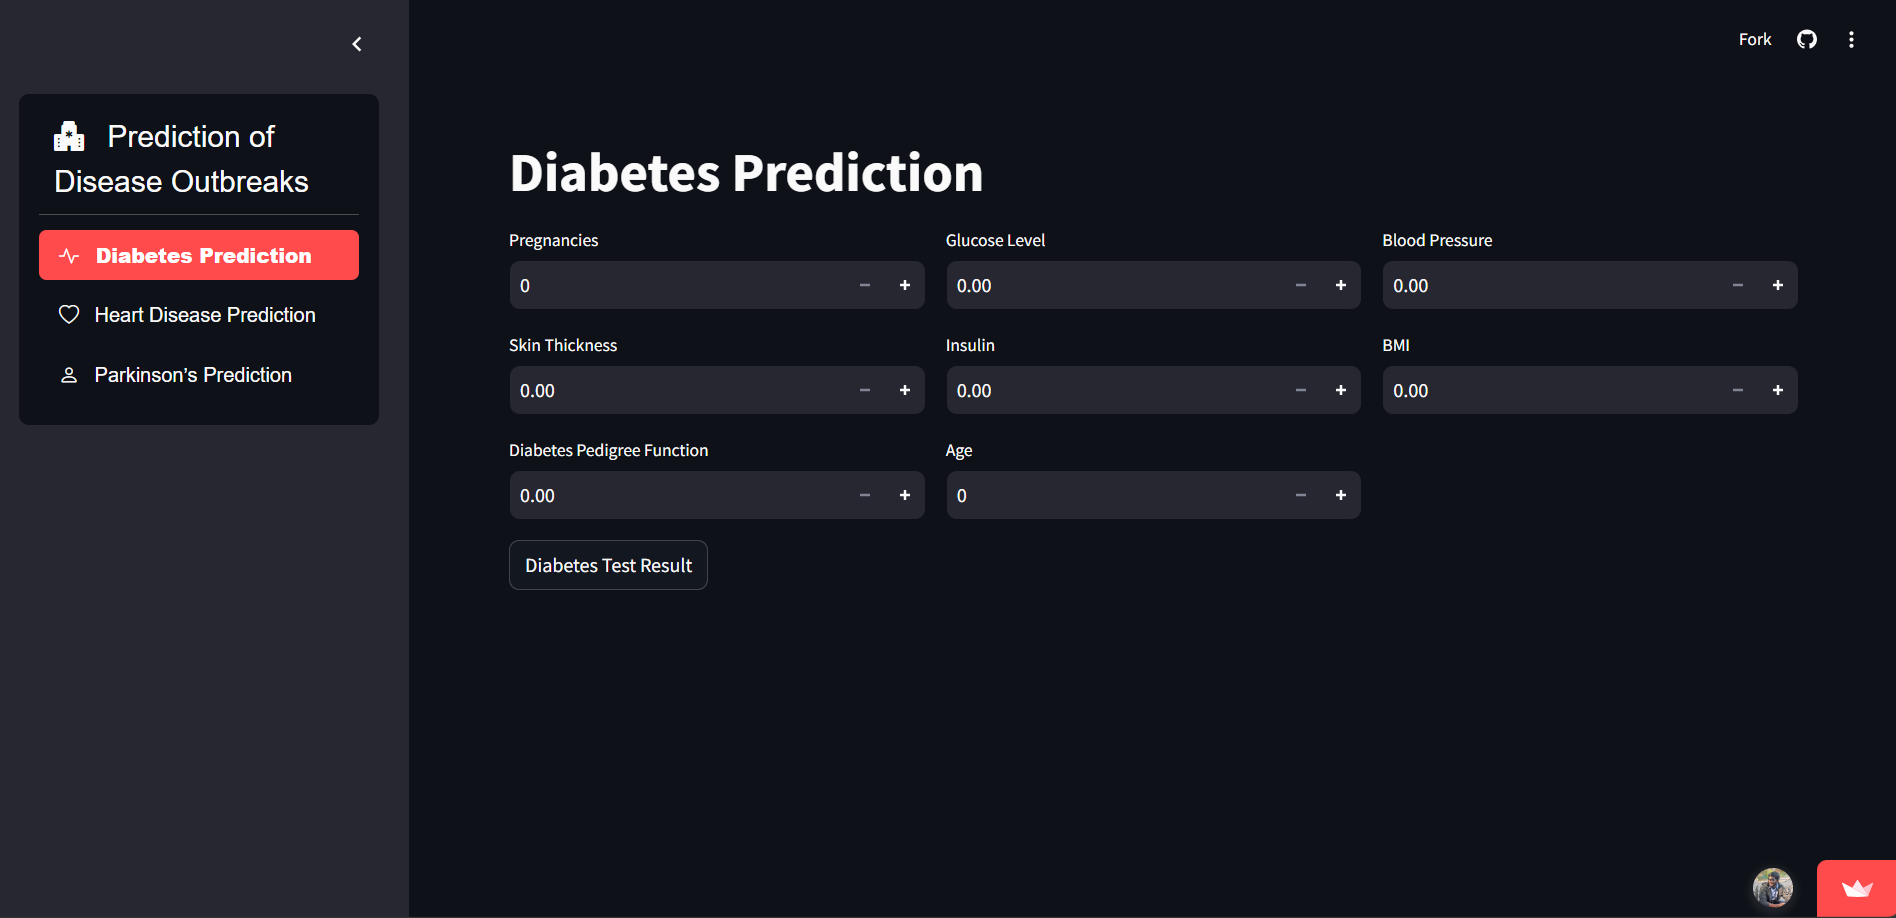 Prediction of
Disease Outbreaks
Diabetes Prediction
Heart Disease Prediction
Parkinson’s Prediction
Fork
Diabetes Prediction
Pregnancies
Glucose Level
Blood Pressure
0
0.00
0.00
Skin Thickness
Insulin
BMI
0.00
0.00
0.00
Diabetes Pedigree Function
Age
0.00
0
Diabetes Test Result